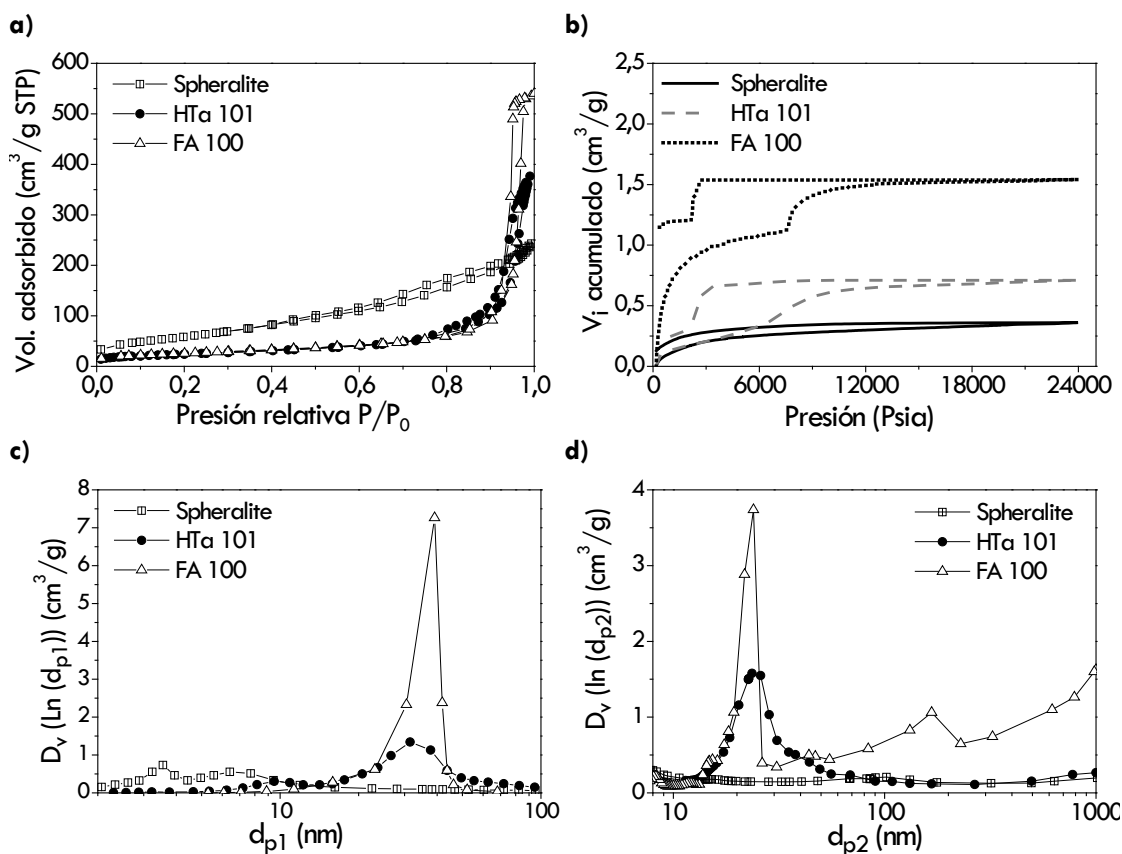 a)
Vol. adsorbido (cm³/g STP)
600
500
400
300
200
100
0
Spheralite
HTa 101
FA 100
0,0 0,2 0,4 0,6 0,8 1,0
Presión relativa P/P₀
b)
Vᵢ acumulado (cm³/g)
2,5
2,0
1,5
1,0
0,5
0,0
Spheralite
HTa 101
FA 100
0 6000 12000 18000 24000
Presión (Psia)
c)
Dᵥ (Ln (dₚ₁)) (cm³/g)
8
7
6
5
4
3
2
1
0
Spheralite
HTa 101
FA 100
10 100
dₚ₁ (nm)
d)
Dᵥ (ln (dₚ₂)) (cm³/g)
4
3
2
1
0
Spheralite
HTa 101
FA 100
10 100 1000
dₚ₂ (nm)